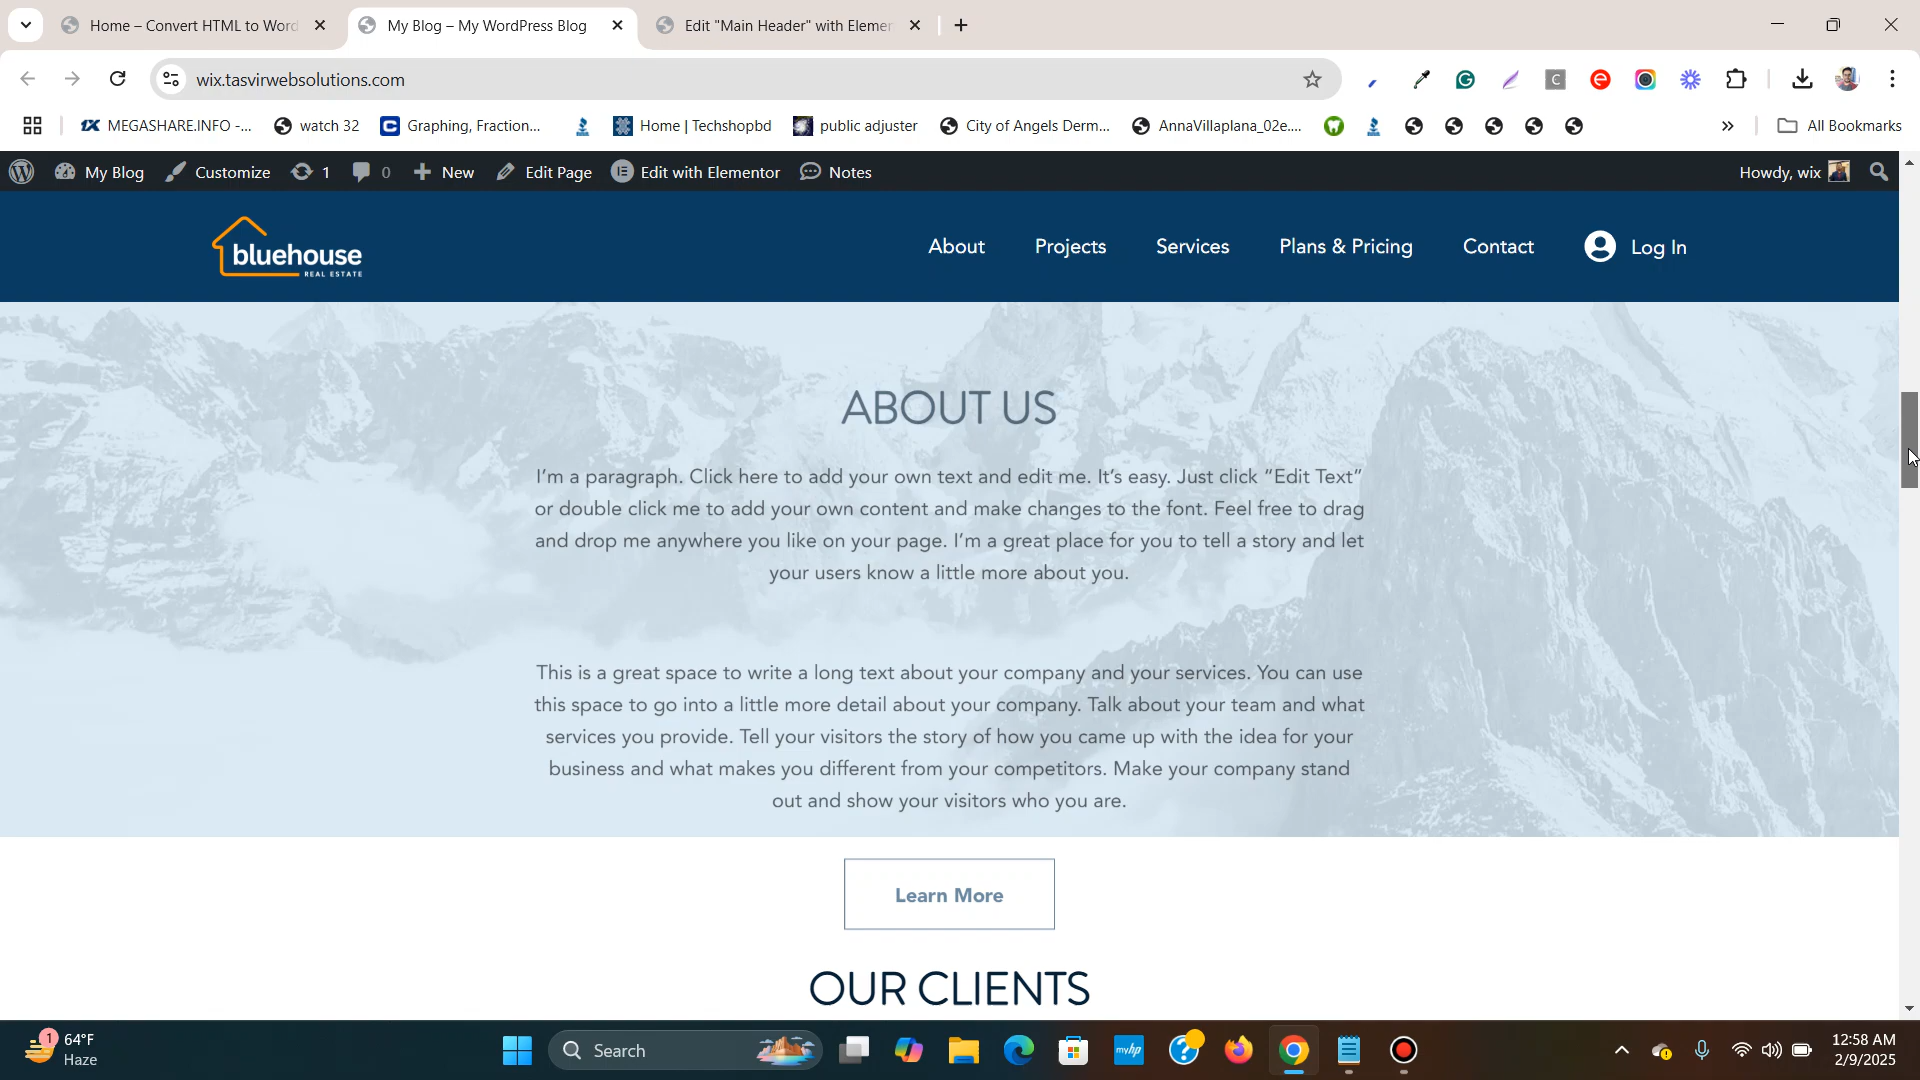 Home – Convert HTML to Word
My Blog – My WordPress Blog
Edit "Main Header" with Elemen
wix.tasvirwebsolutions.com
MEGASHARE.INFO -...
watch 32
Graphing, Fraction...
Home | Techshopbd
public adjuster
City of Angels Derm...
AnnaVillaplana_02e....
»
All Bookmarks
My Blog
Customize
1
0
New
Edit Page
Edit with Elementor
Notes
Howdy, wix
bluehouse
REAL ESTATE
About
Projects
Services
Plans & Pricing
Contact
Log In
ABOUT US
I'm a paragraph. Click here to add your own text and edit me. It's easy. Just click “Edit Text”
or double click me to add your own content and make changes to the font. Feel free to drag
and drop me anywhere you like on your page. I'm a great place for you to tell a story and let
your users know a little more about you.
This is a great space to write a long text about your company and your services. You can use
this space to go into a little more detail about your company. Talk about your team and what
services you provide. Tell your visitors the story of how you came up with the idea for your
business and what makes you different from your competitors. Make your company stand
out and show your visitors who you are.
Learn More
OUR CLIENTS
1
64°F
Haze
Search
myhp
12:58 AM
2/9/2025